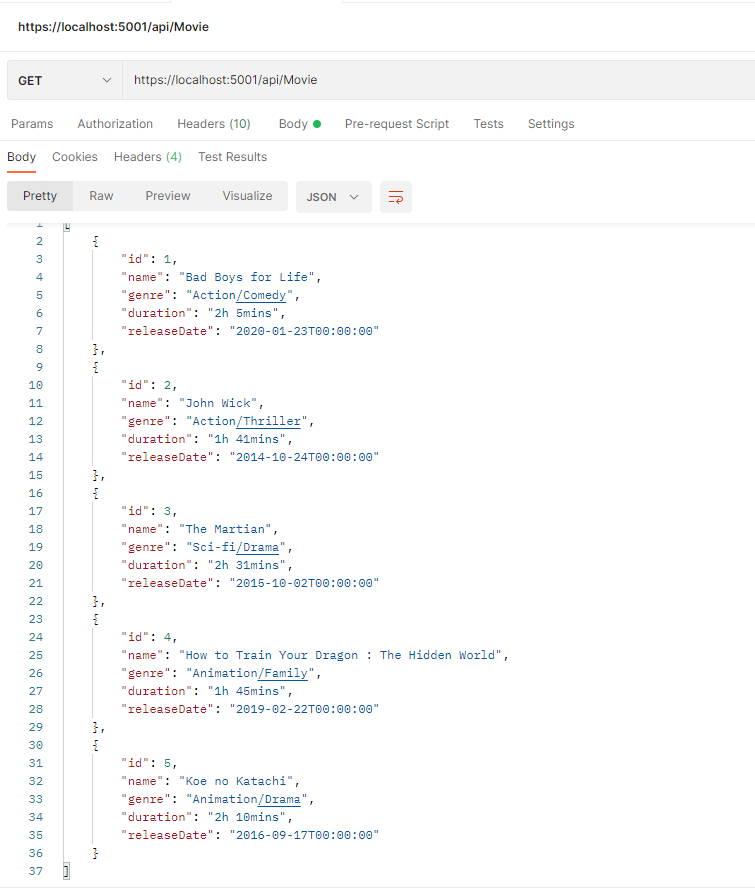 https://localhost:5001/api/Movie
GET https://localhost:5001/api/Movie
Params Authorization Headers (10) Body Pre-request Script Tests Settings
Body Cookies Headers (4) Test Results
Pretty Raw Preview Visualize JSON
1 [
2 {
3 "id": 1,
4 "name": "Bad Boys for Life",
5 "genre": "Action/Comedy",
6 "duration": "2h 5mins",
7 "releaseDate": "2020-01-23T00:00:00"
8 },
9 {
10 "id": 2,
11 "name": "John Wick",
12 "genre": "Action/Thriller",
13 "duration": "1h 41mins",
14 "releaseDate": "2014-10-24T00:00:00"
15 },
16 {
17 "id": 3,
18 "name": "The Martian",
19 "genre": "Sci-fi/Drama",
20 "duration": "2h 31mins",
21 "releaseDate": "2015-10-02T00:00:00"
22 },
23 {
24 "id": 4,
25 "name": "How to Train Your Dragon : The Hidden World",
26 "genre": "Animation/Family",
27 "duration": "1h 45mins",
28 "releaseDate": "2019-02-22T00:00:00"
29 },
30 {
31 "id": 5,
32 "name": "Koe no Katachi",
33 "genre": "Animation/Drama",
34 "duration": "2h 10mins",
35 "releaseDate": "2016-09-17T00:00:00"
36 }
37 ]